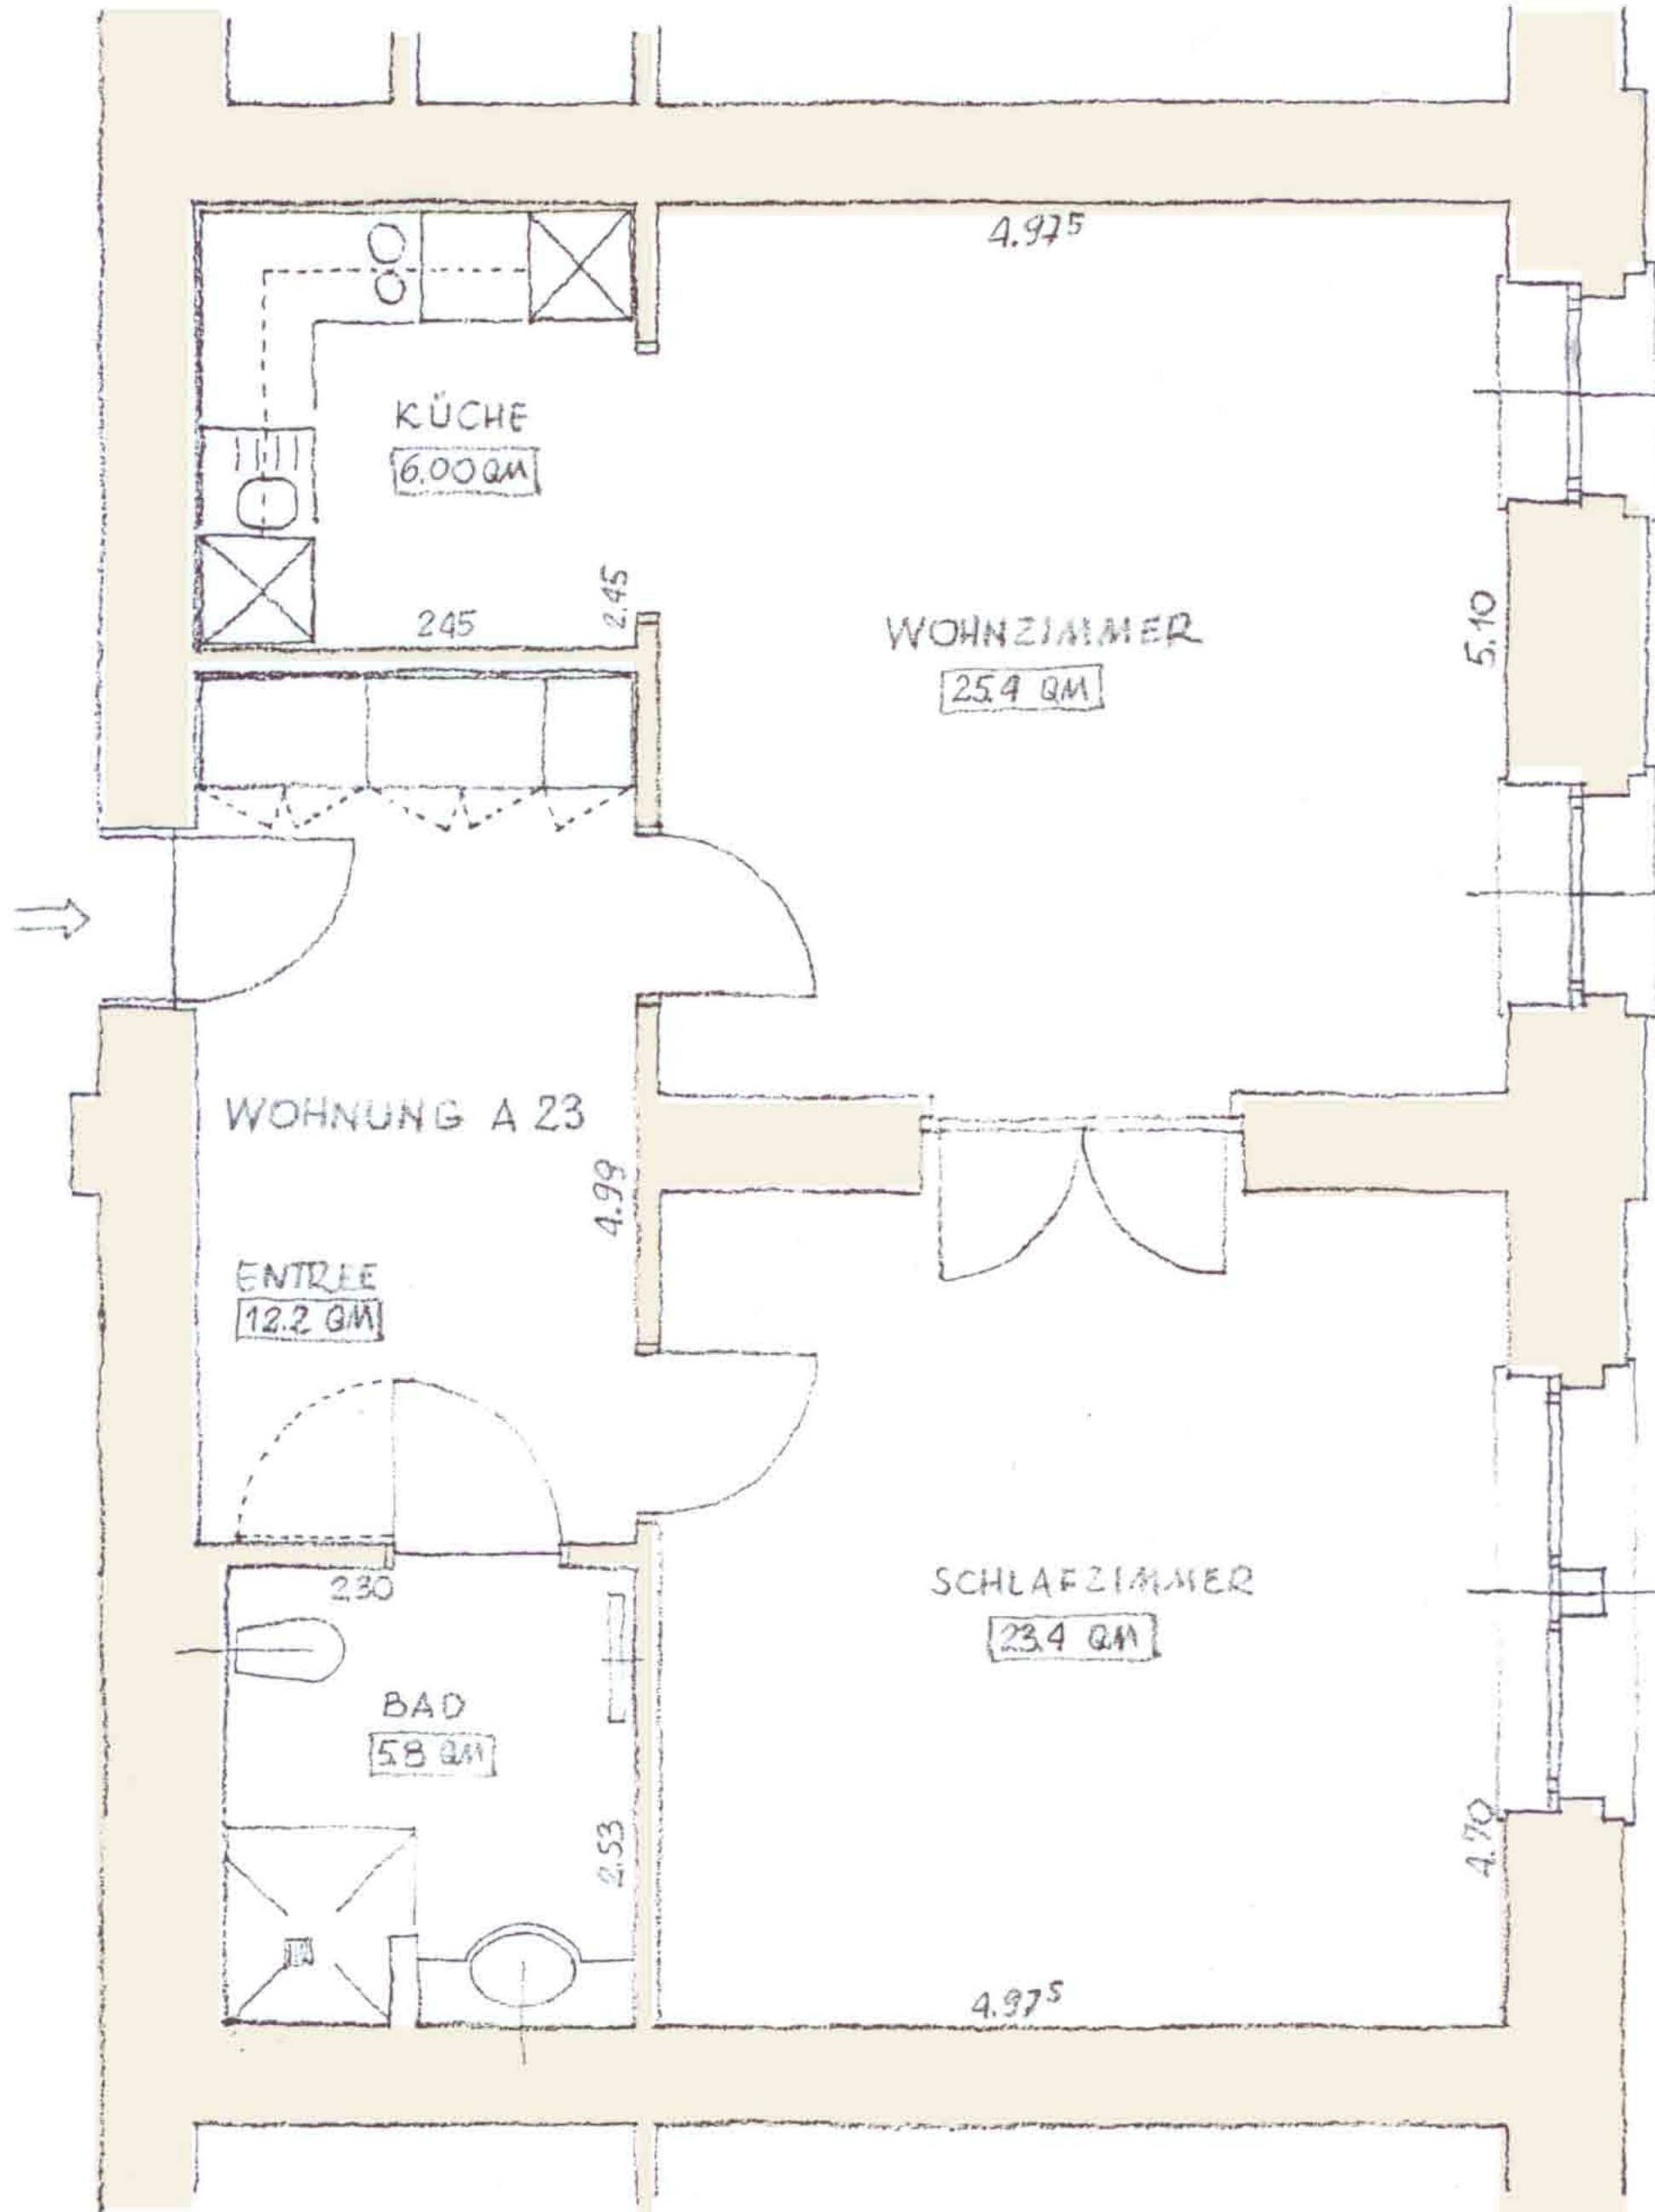 4.97⁵
KÜCHE
6.00 QM
2.45
245
WOHNZIMMER
25.4 QM
5.10
WOHNUNG A 23
4.99
ENTREE
12.2 QM
230
SCHLAFZIMMER
23.4 QM
BAD
5.8 QM
2.53
4.70
4.97⁵